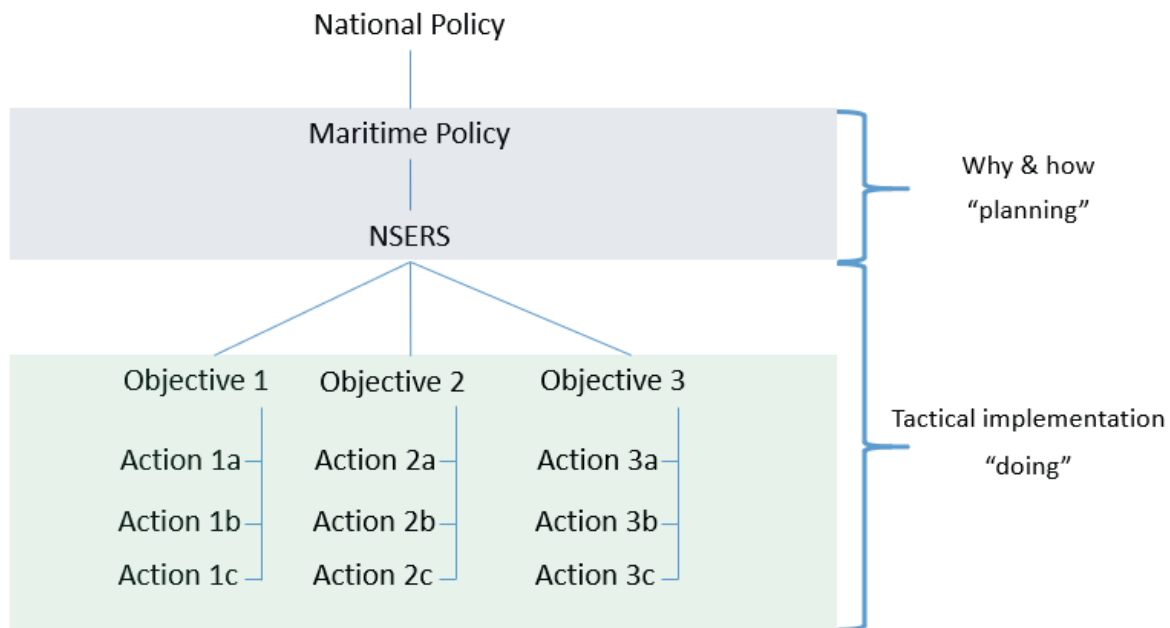 National Policy
Maritime Policy
NSERS
Why & how
“planning”
Objective 1
Objective 2
Objective 3
Action 1a
Action 2a
Action 3a
Action 1b
Action 2b
Action 3b
Action 1c
Action 2c
Action 3c
Tactical implementation
“doing”